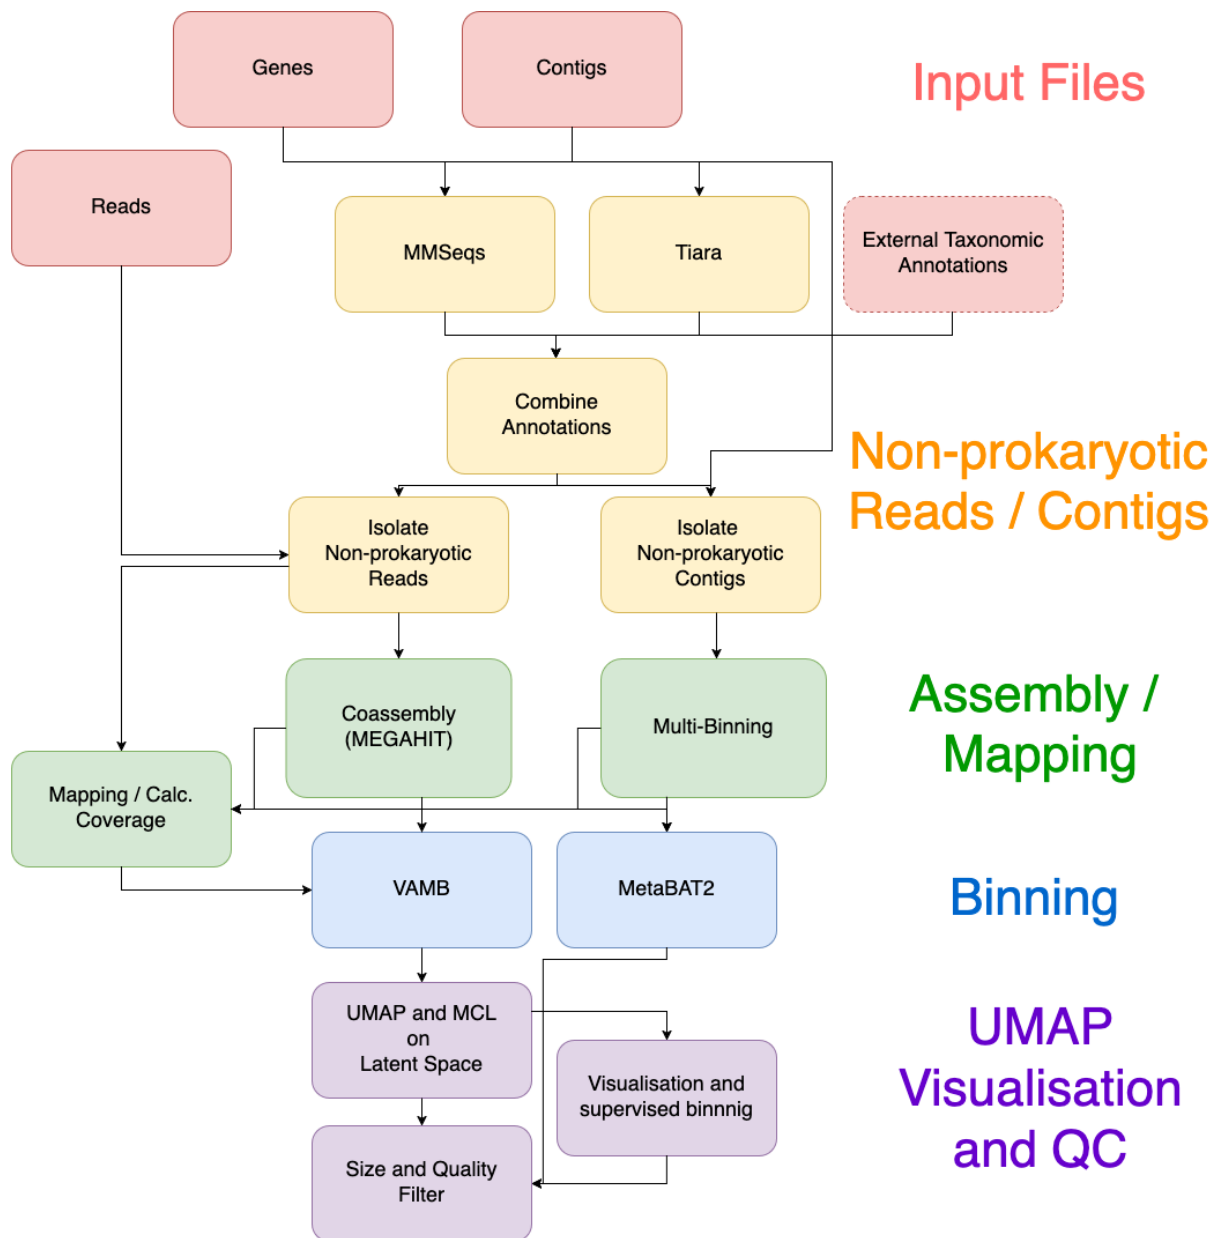 Genes
Contigs
Input Files
Reads
MMSeqs
Tiara
External Taxonomic
Annotations
Combine
Annotations
Non-prokaryotic
Reads / Contigs
Isolate
Non-prokaryotic
Reads
Isolate
Non-prokaryotic
Contigs
Coassembly
(MEGAHIT)
Multi-Binning
Assembly /
Mapping
Mapping / Calc.
Coverage
VAMB
MetaBAT2
Binning
UMAP and MCL
on
Latent Space
Visualisation and
supervised binnnig
UMAP
Visualisation
and QC
Size and Quality
Filter